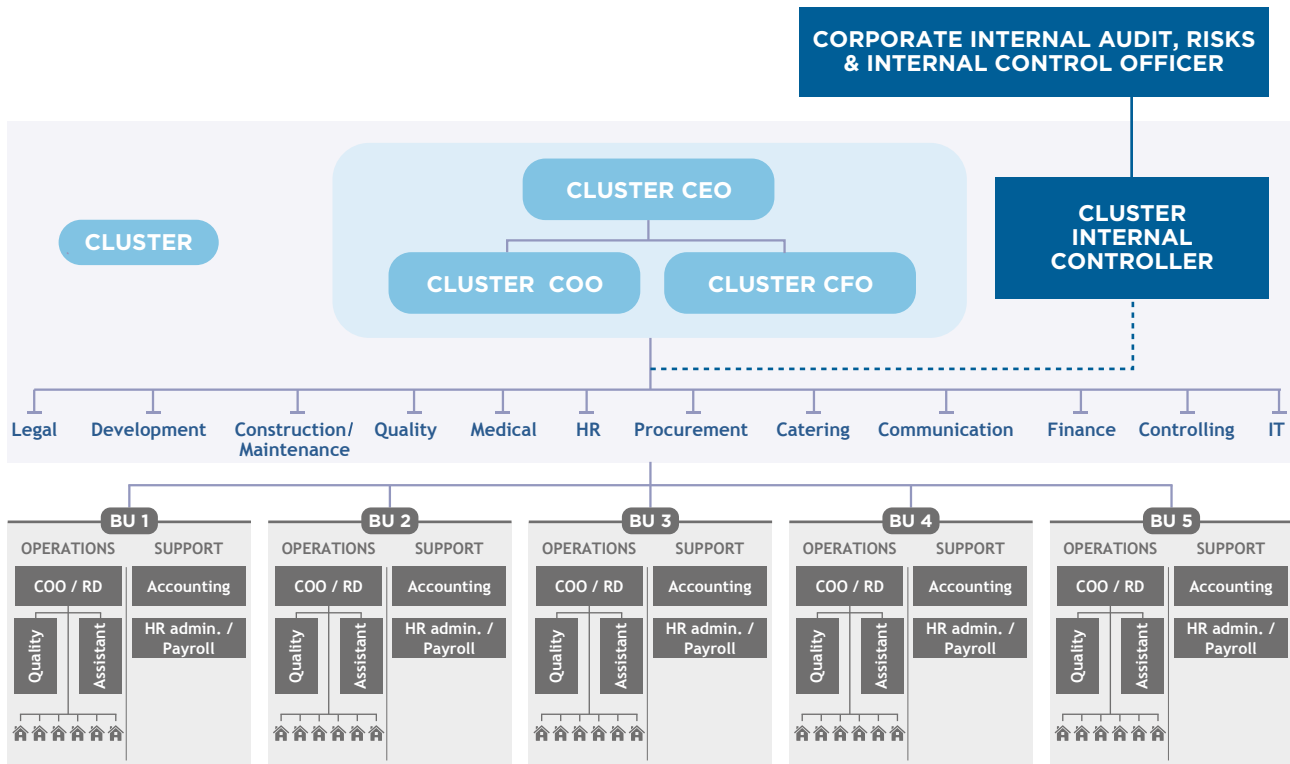 CORPORATE INTERNAL AUDIT, RISKS
& INTERNAL CONTROL OFFICER
CLUSTER CEO
CLUSTER
INTERNAL
CONTROLLER
CLUSTER
CLUSTER COO
CLUSTER CFO
Legal
Development
Construction/
Maintenance
Quality
Medical
HR
Procurement
Catering
Communication
Finance
Controlling
IT
BU 1
OPERATIONS
SUPPORT
COO / RD
Accounting
Quality
Assistant
HR admin. /
Payroll
BU 2
OPERATIONS
SUPPORT
COO / RD
Accounting
Quality
Assistant
HR admin. /
Payroll
BU 3
OPERATIONS
SUPPORT
COO / RD
Accounting
Quality
Assistant
HR admin. /
Payroll
BU 4
OPERATIONS
SUPPORT
COO / RD
Accounting
Quality
Assistant
HR admin. /
Payroll
BU 5
OPERATIONS
SUPPORT
COO / RD
Accounting
Quality
Assistant
HR admin. /
Payroll